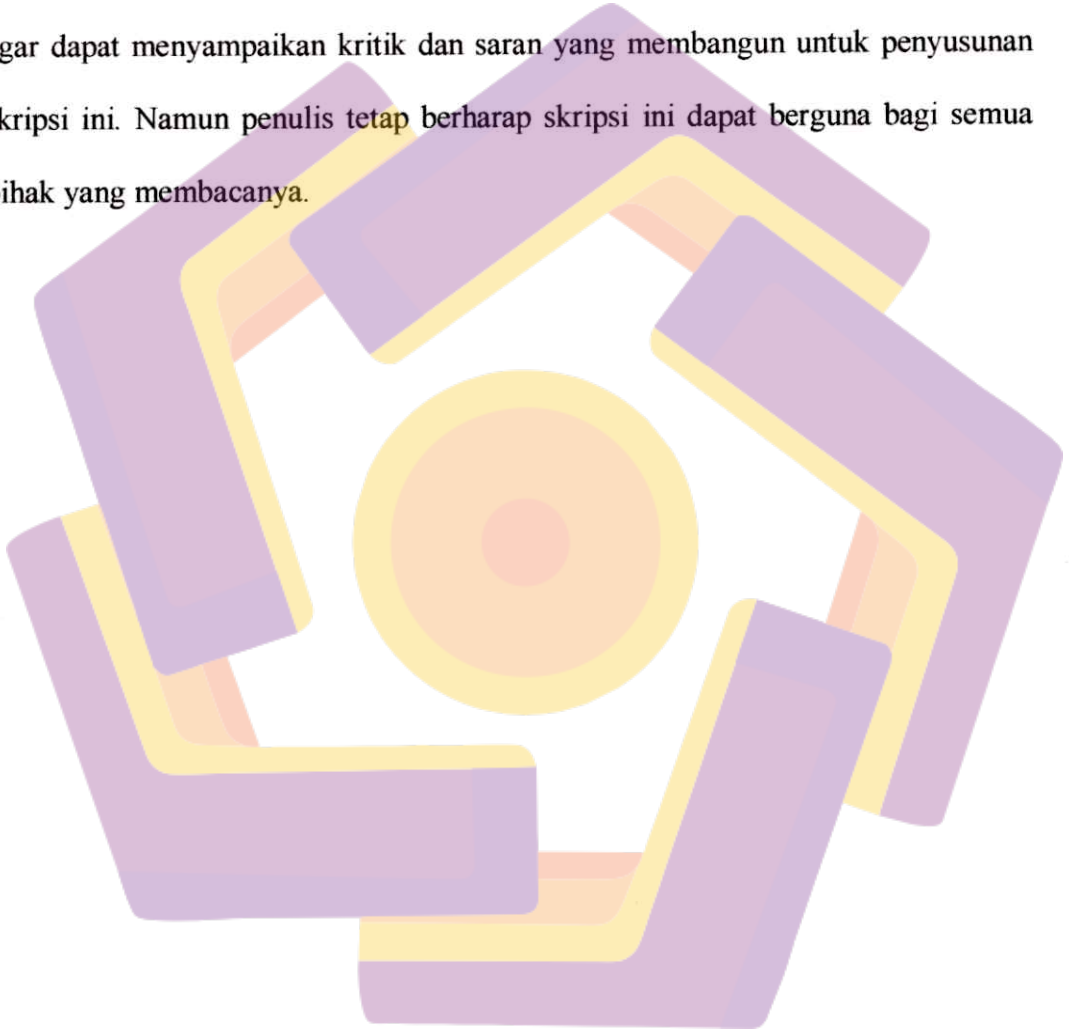 gar dapat menyampaikan kritik dan saran yang membangun untuk penyusunan
kripsi ini. Namun penulis tetap berharap skripsi ini dapat berguna bagi semua
ihak yang membacanya.